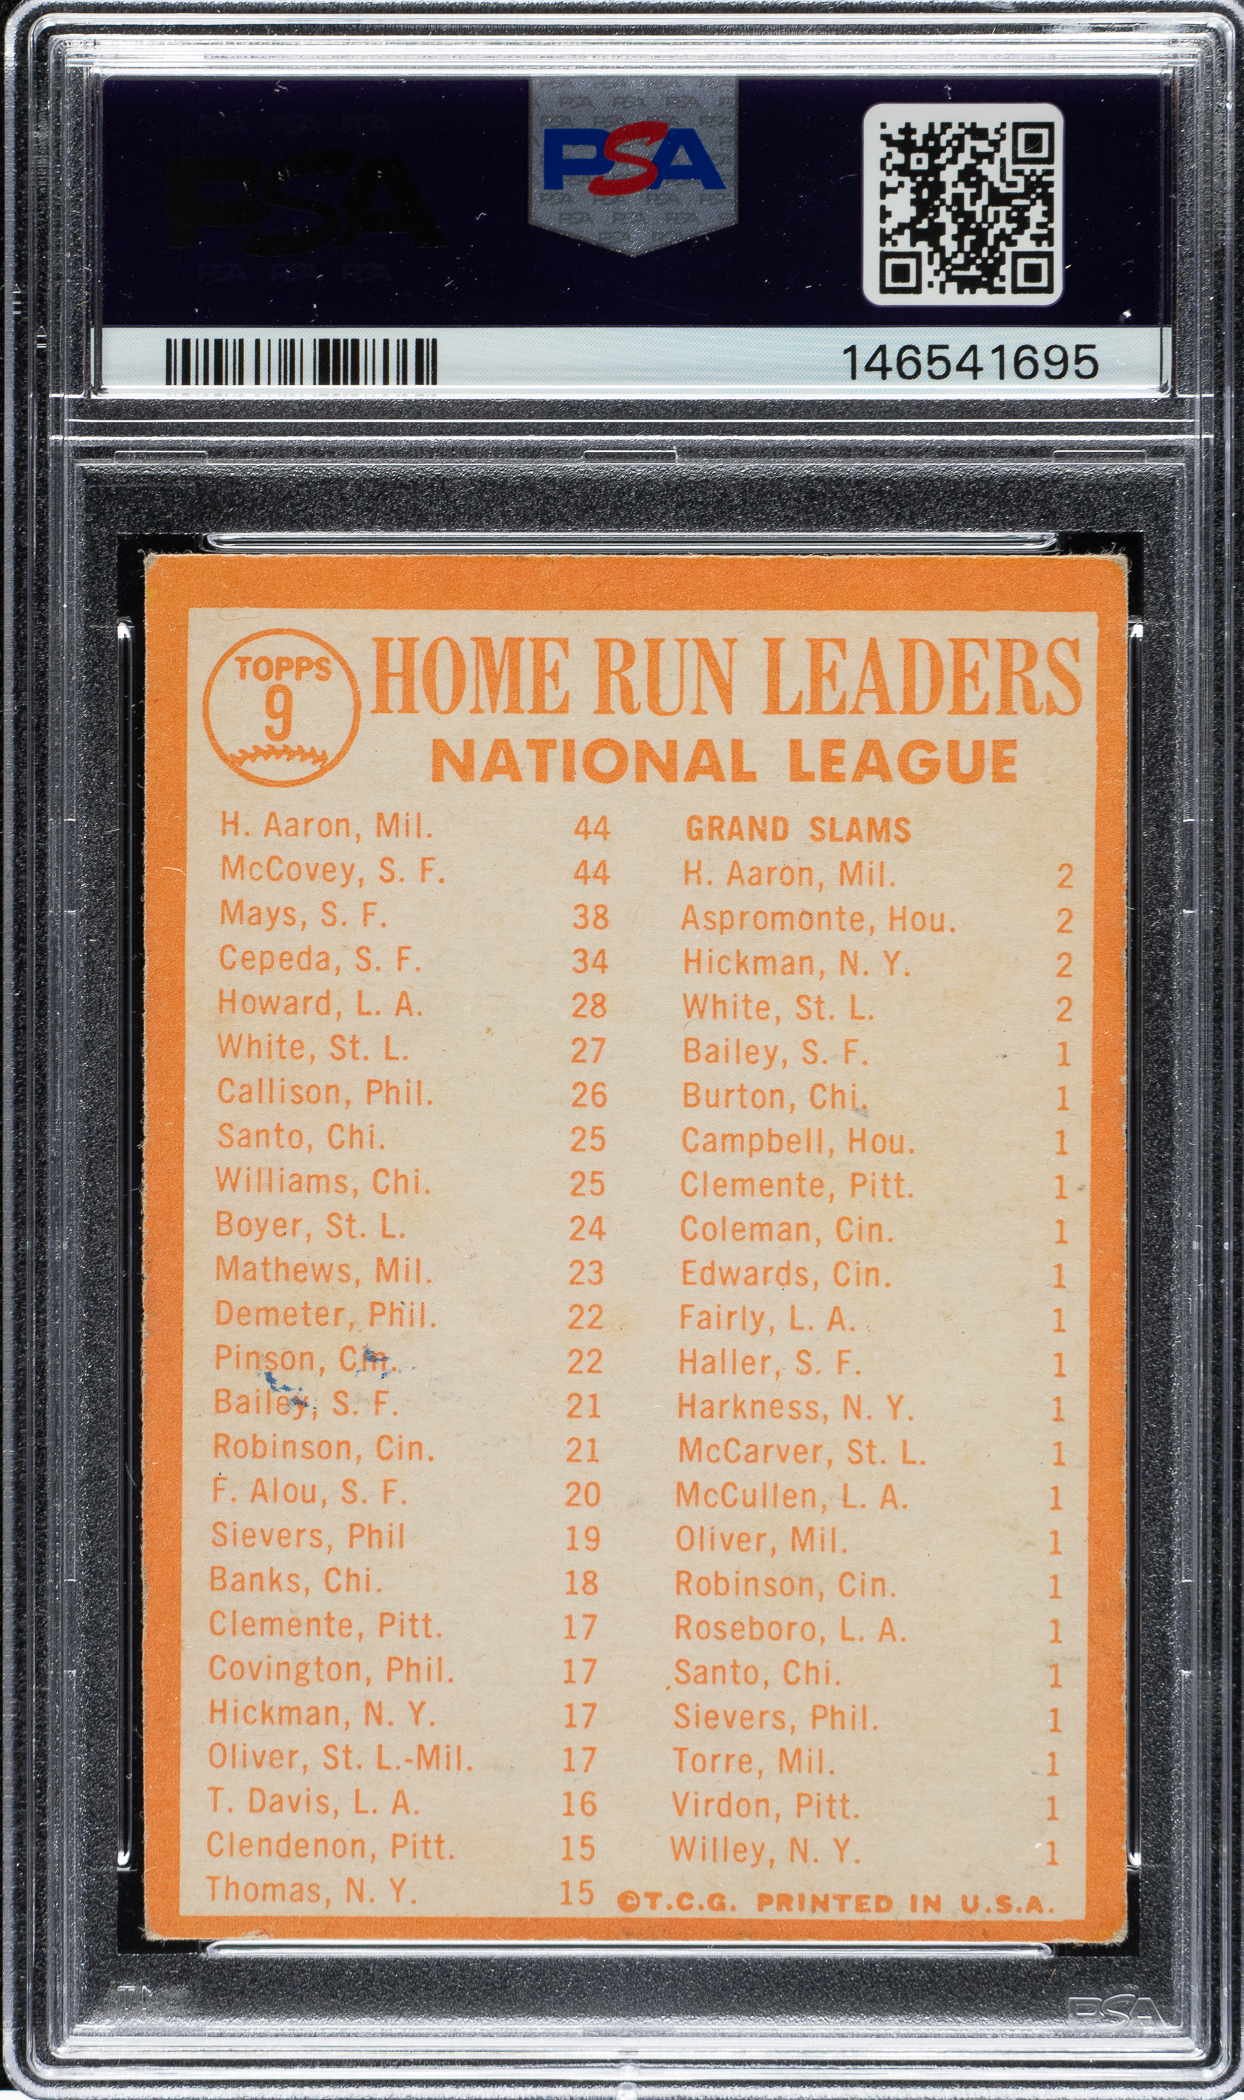 PSA
146541695
TOPPS
9
HOME RUN LEADERS
NATIONAL LEAGUE
H. Aaron, Mil. 44
McCovey, S. F. 44
Mays, S. F. 38
Cepeda, S. F. 34
Howard, L. A. 28
White, St. L. 27
Callison, Phil. 26
Santo, Chi. 25
Williams, Chi. 25
Boyer, St. L. 24
Mathews, Mil. 23
Demeter, Phil. 22
Pinson, Cin. 22
Bailey, S. F. 21
Robinson, Cin. 21
F. Alou, S. F. 20
Sievers, Phil 19
Banks, Chi. 18
Clemente, Pitt. 17
Covington, Phil. 17
Hickman, N. Y. 17
Oliver, St. L.-Mil. 17
T. Davis, L. A. 16
Clendenon, Pitt. 15
Thomas, N. Y. 15
GRAND SLAMS
H. Aaron, Mil. 2
Aspromonte, Hou. 2
Hickman, N. Y. 2
White, St. L. 2
Bailey, S. F. 1
Burton, Chi. 1
Campbell, Hou. 1
Clemente, Pitt. 1
Coleman, Cin. 1
Edwards, Cin. 1
Fairly, L. A. 1
Haller, S. F. 1
Harkness, N. Y. 1
McCarver, St. L. 1
McCullen, L. A. 1
Oliver, Mil. 1
Robinson, Cin. 1
Roseboro, L. A. 1
Santo, Chi. 1
Sievers, Phil. 1
Torre, Mil. 1
Virdon, Pitt. 1
Willey, N. Y. 1
©T.C.G. PRINTED IN U.S.A.
PSA